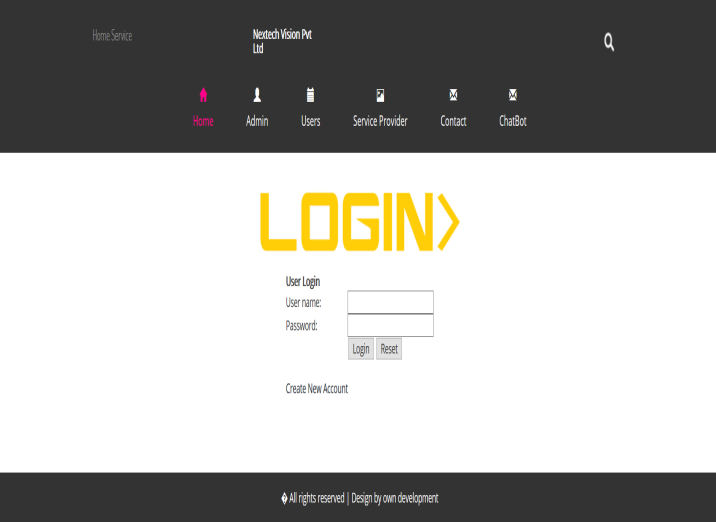 Home Service
Nextech Vision Pvt
Ltd
Home Admin Users Service Provider Contact ChatBot
LOGIN
User Login
User name:
Password:
Login Reset
Create New Account
� All rights reserved | Design by own development